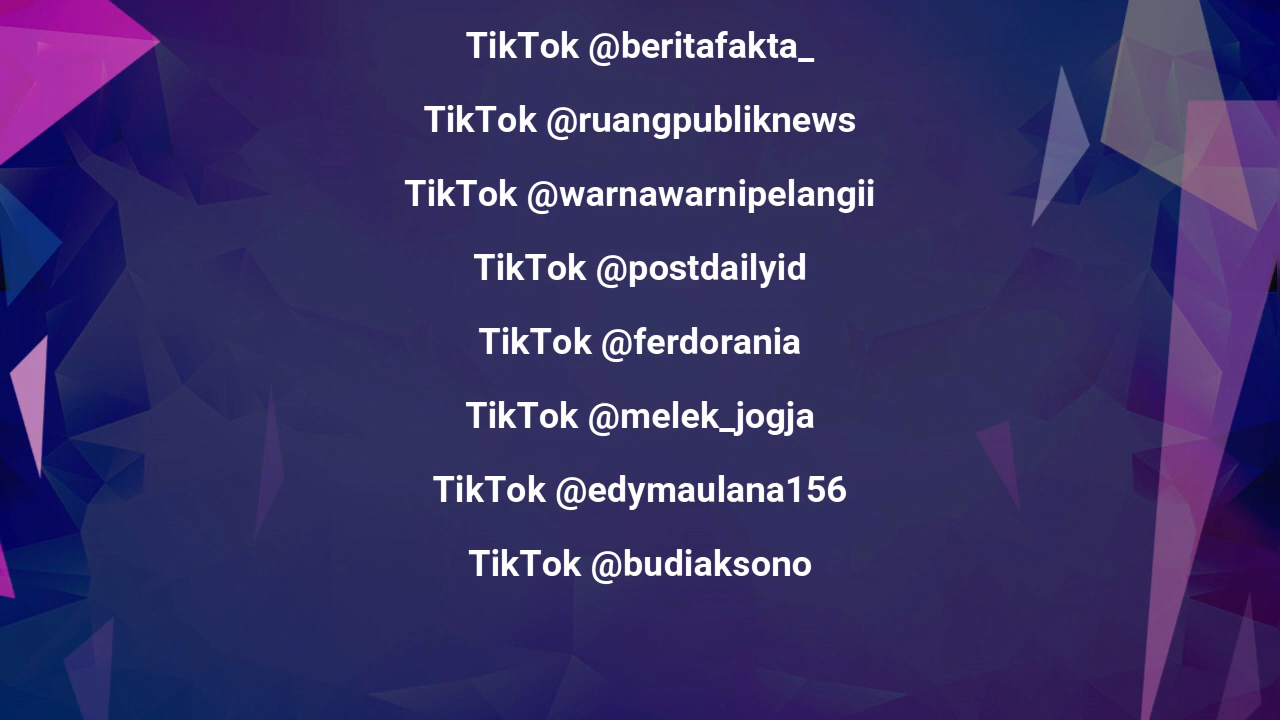 TikTok @beritafakta_
TikTok @ruangpubliknews
TikTok @warnawarnipelangii
TikTok @postdailyid
TikTok @ferdorania
TikTok @melek_jogja
TikTok @edymaulana156
TikTok @budiaksono